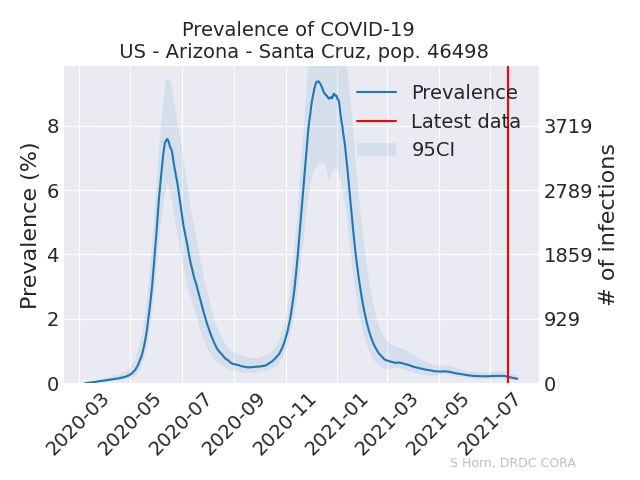 Prevalence of COVID-19
US - Arizona - Santa Cruz, pop. 46498
Prevalence
Latest data
95CI
Prevalence (%)
8
6
4
2
0
# of infections
3719
2789
1859
929
0
2020-03
2020-05
2020-07
2020-09
2020-11
2021-01
2021-03
2021-05
2021-07
S Horn, DRDC CORA